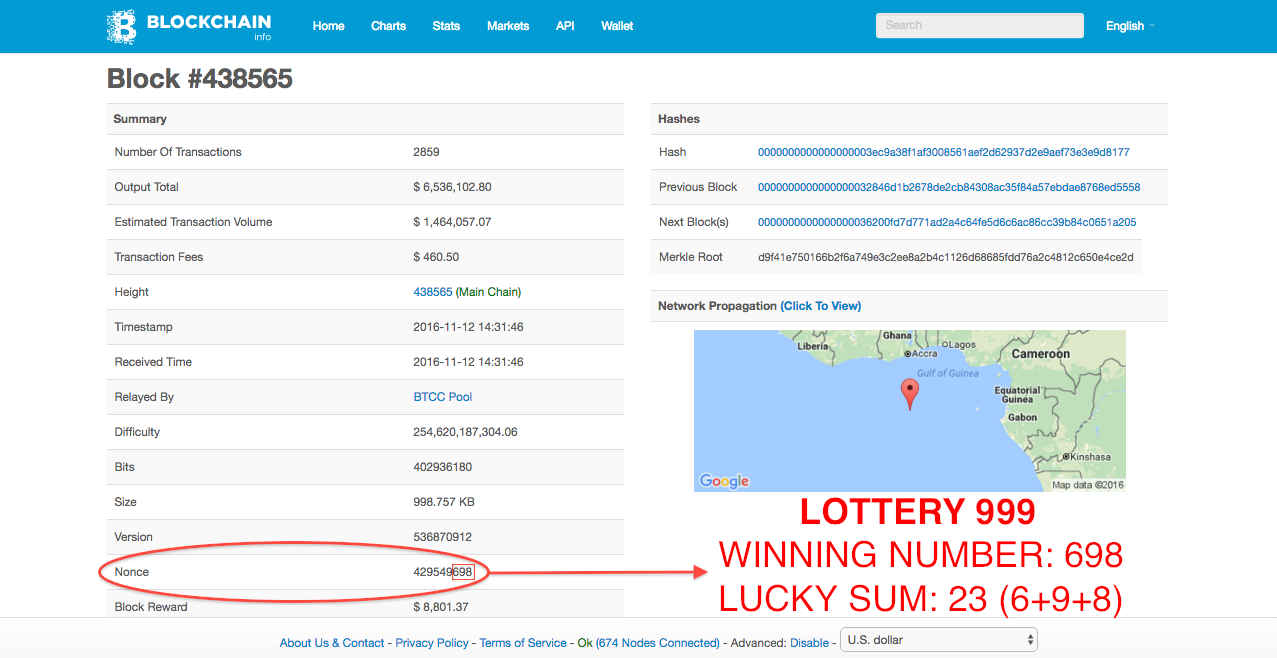 BLOCKCHAIN
info
Home Charts Stats Markets API Wallet Search English
Block #438565
Summary
Number Of Transactions 2859
Output Total $ 6,536,102.80
Estimated Transaction Volume $ 1,464,057.07
Transaction Fees $ 460.50
Height 438565 (Main Chain)
Timestamp 2016-11-12 14:31:46
Received Time 2016-11-12 14:31:46
Relayed By BTCC Pool
Difficulty 254,620,187,304.06
Bits 402936180
Size 998.757 KB
Version 536870912
Nonce 429549698
Block Reward $ 8,801.37
Hashes
Hash 0000000000000000003ec9a38f1af3008561aef2d62937d2e9aef73e3e9d8177
Previous Block 0000000000000000032846d1b2678de2cb84308ac35f84a57ebdae8768ed5558
Next Block(s) 0000000000000000036200fd7d771ad2a4c64fe5d6c6ac86cc39b84c0651a205
Merkle Root d9f41e750166b2f6a749e3c2ee8a2b4c1126d68685fdd76a2c4812c650e4ce2d
Network Propagation (Click To View)
Ghana
Liberia
Lagos
Accra
Cameroon
Gulf of Guinea
Equatorial
Guinea
Gabon
Kinshasa
Google
Map data ©2016
LOTTERY 999
WINNING NUMBER: 698
LUCKY SUM: 23 (6+9+8)
About Us & Contact - Privacy Policy - Terms of Service - Ok (674 Nodes Connected) - Advanced: Disable - U.S. dollar